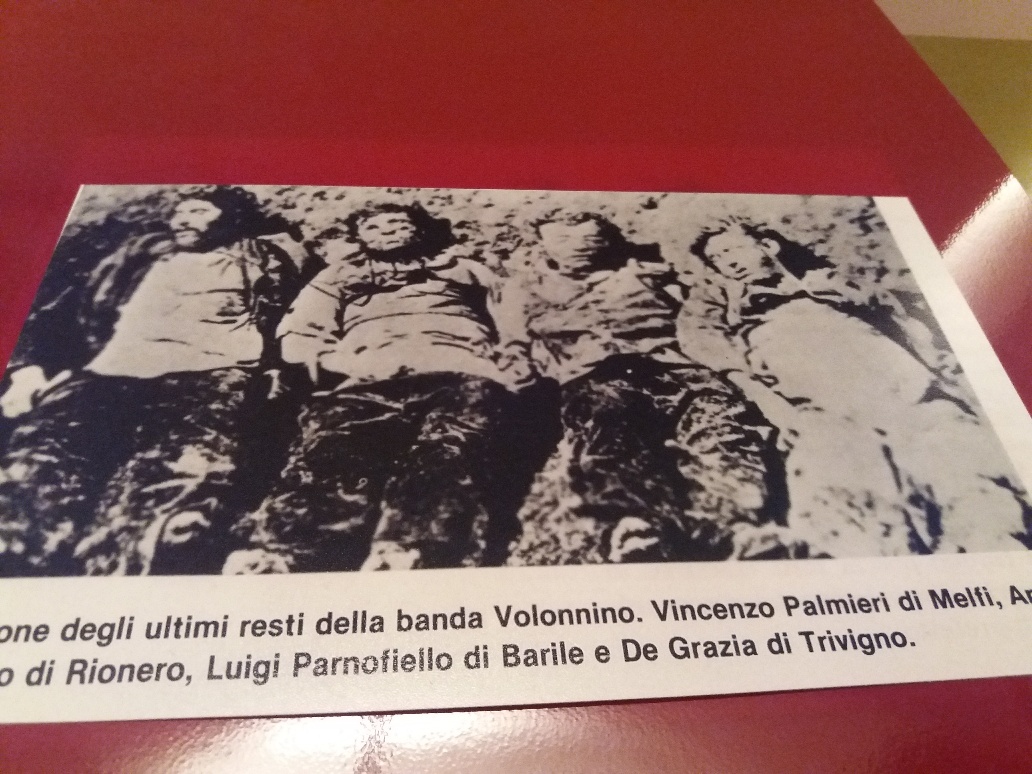 one degli ultimi resti della banda Volonnino. Vincenzo Palmieri di Melfi, Ar
o di Rionero, Luigi Parnofiello di Barile e De Grazia di Trivigno.